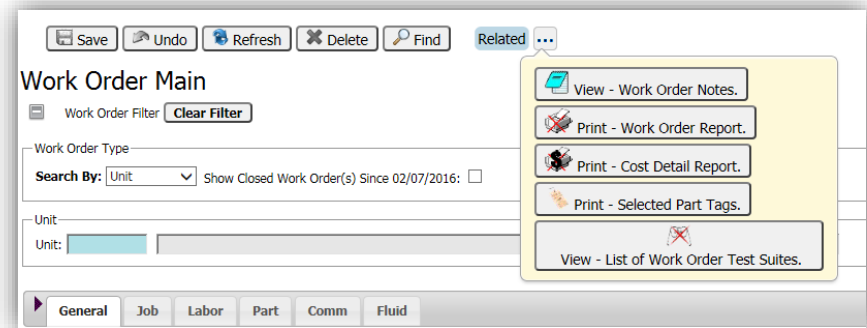 Save Undo Refresh Delete Find Related ...
View - Work Order Notes.
Print - Work Order Report.
Print - Cost Detail Report.
Print - Selected Part Tags.
View - List of Work Order Test Suites.
Work Order Main
Work Order Filter Clear Filter
Work Order Type
Search By: Unit Show Closed Work Order(s) Since 02/07/2016:
Unit
Unit:
General Job Labor Part Comm Fluid